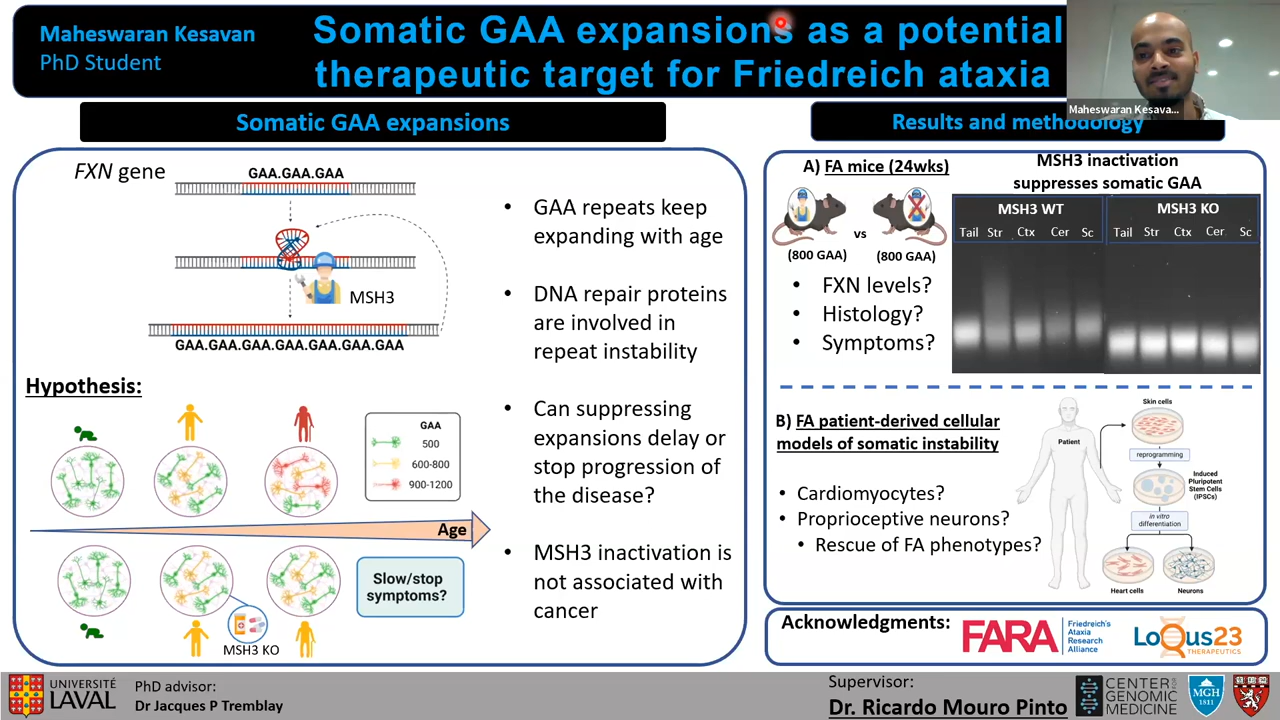 Maheswaran Kesavan
PhD Student
Somatic GAA expansions as a potential
therapeutic target for Friedreich ataxia
Maheswaran Kesava...
Somatic GAA expansions
FXN gene
GAA.GAA.GAA
MSH3
GAA.GAA.GAA.GAA.GAA.GAA.GAA
• GAA repeats keep
expanding with age
• DNA repair proteins
are involved in
repeat instability
• Can suppressing
expansions delay or
stop progression of
the disease?
• MSH3 inactivation is
not associated with
cancer
Hypothesis:
GAA
500
600-800
900-1200
Age
Slow/stop
symptoms?
MSH3 KO
Results and methodology
A) FA mice (24wks)
vs
(800 GAA)
(800 GAA)
• FXN levels?
• Histology?
• Symptoms?
MSH3 inactivation
suppresses somatic GAA
MSH3 WT
MSH3 KO
Tail Str Ctx Cer Sc
Tail Str Ctx Cer Sc
B) FA patient-derived cellular
models of somatic instability
• Cardiomyocytes?
• Proprioceptive neurons?
• Rescue of FA phenotypes?
Patient
Skin cells
reprogramming
Induced
Pluripotent
Stem Cells
(IPSCs)
in vitro
differentiation
Heart cells
Neurons
Acknowledgments:
FARA
Friedreich's
Ataxia
Research
Alliance
LoQus23
THERAPEUTICS
UNIVERSITÉ
LAVAL
PhD advisor:
Dr Jacques P Tremblay
Supervisor:
Dr. Ricardo Mouro Pinto
CENTER FOR
GENOMIC
MEDICINE
MGH
1811